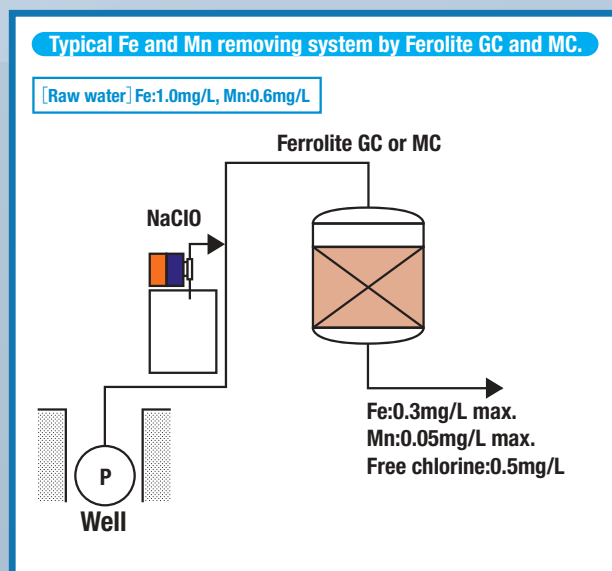 Typical Fe and Mn removing system by Ferolite GC and MC.
[Raw water] Fe:1.0mg/L, Mn:0.6mg/L
Ferrolite GC or MC
NaClO
Fe:0.3mg/L max.
Mn:0.05mg/L max.
Free chlorine:0.5mg/L
P
Well